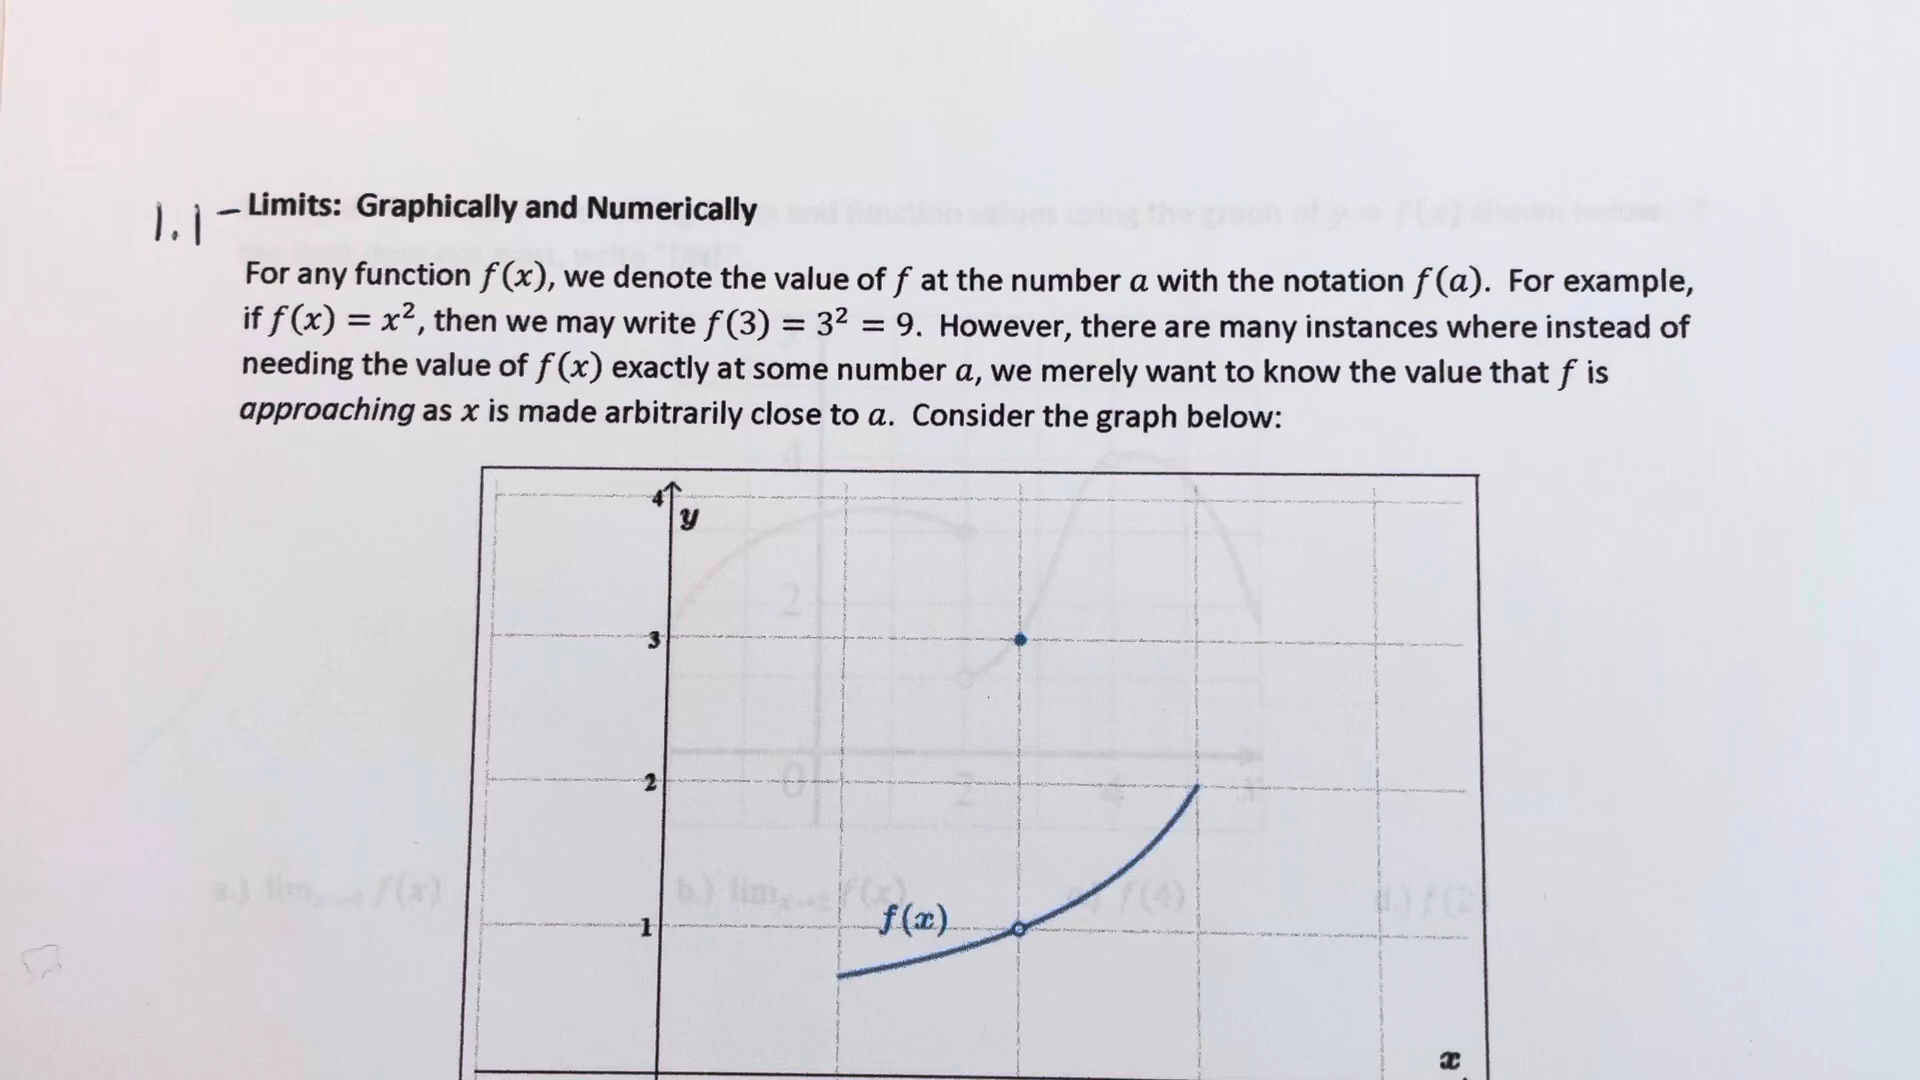 1.1 – Limits: Graphically and Numerically
For any function f(x), we denote the value of f at the number a with the notation f(a). For example,
if f(x) = x², then we may write f(3) = 3² = 9. However, there are many instances where instead of
needing the value of f(x) exactly at some number a, we merely want to know the value that f is
approaching as x is made arbitrarily close to a. Consider the graph below:
4
y
3
2
1
f(x)
x